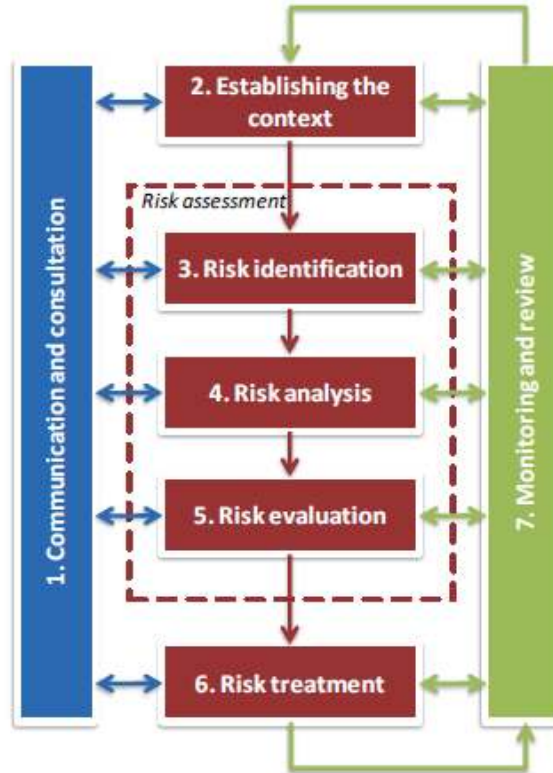 1. Communication and consultation
2. Establishing the
context
Risk assessment
3. Risk identification
4. Risk analysis
5. Risk evaluation
6. Risk treatment
7. Monitoring and review